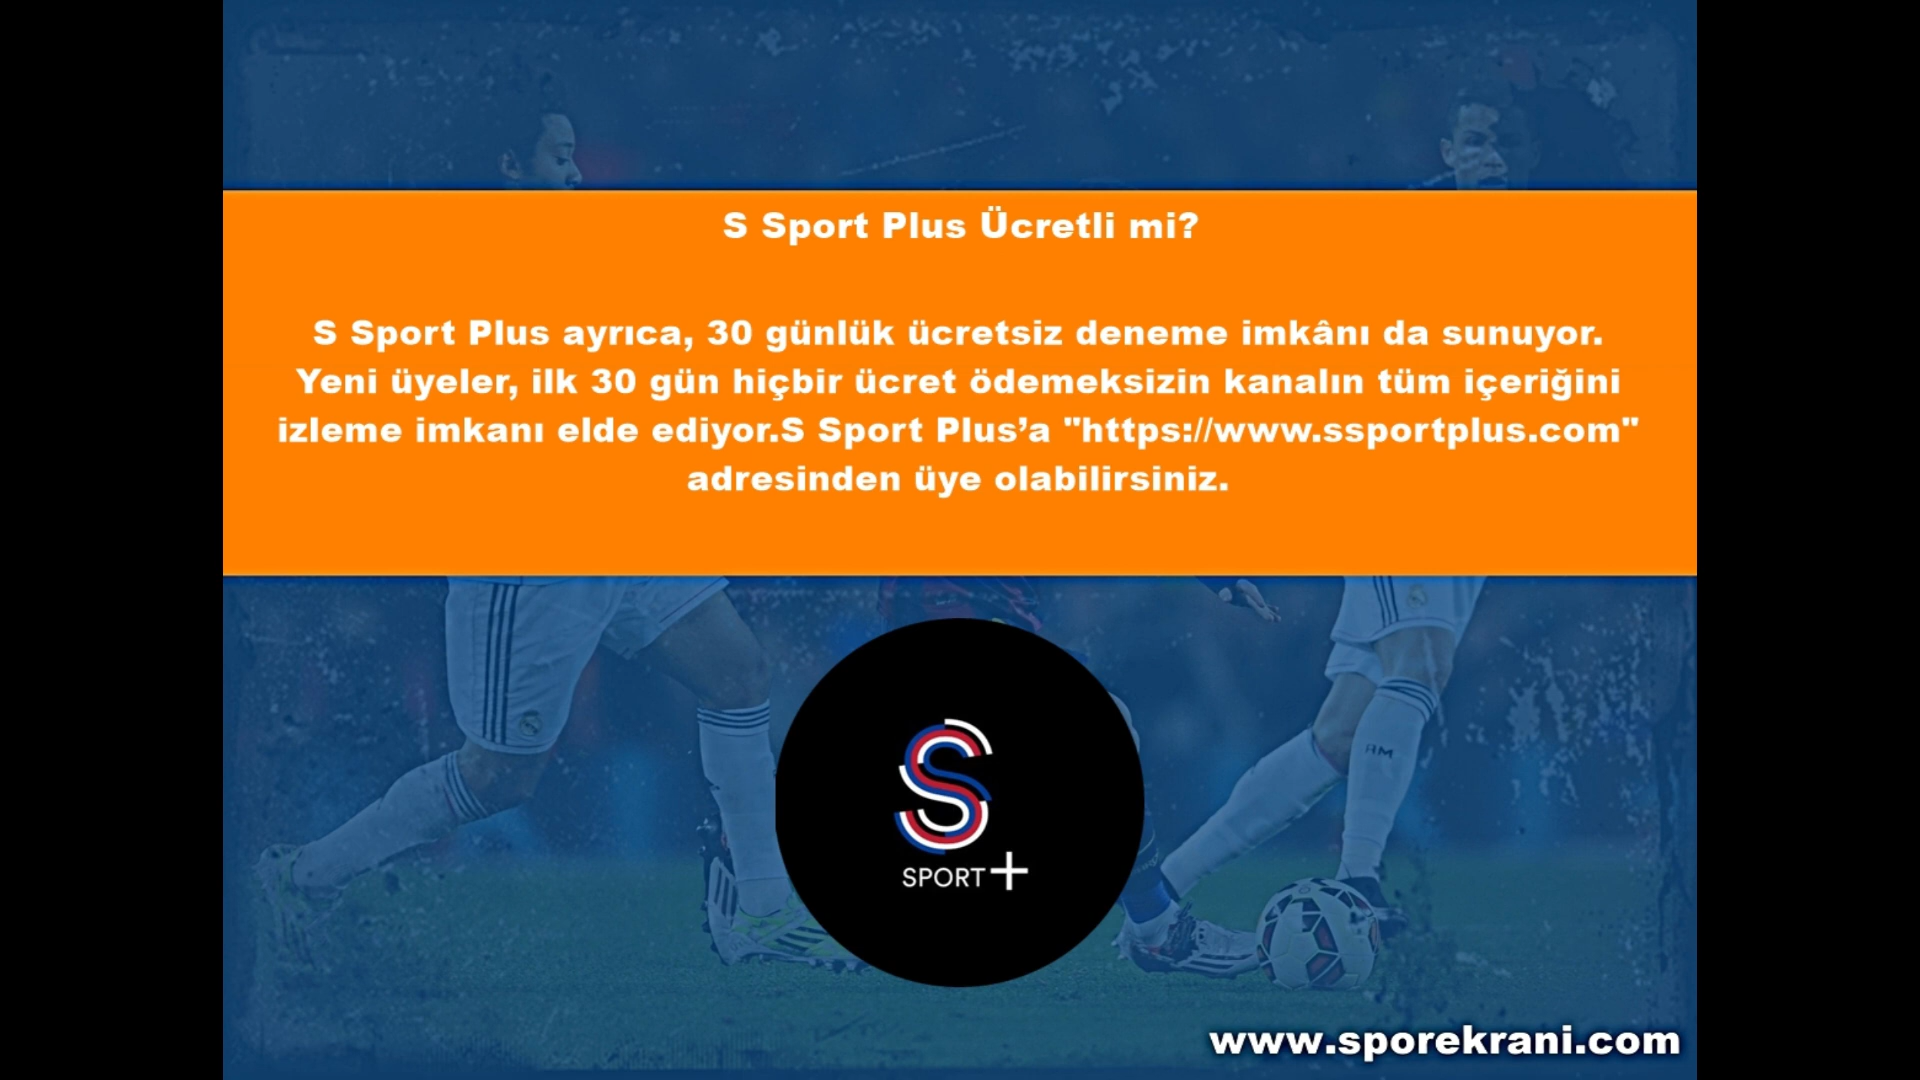 S Sport Plus Ücretli mi?
S Sport Plus ayrıca, 30 günlük ücretsiz deneme imkânı da sunuyor.
Yeni üyeler, ilk 30 gün hiçbir ücret ödemeksizin kanalın tüm içeriğini
izleme imkanı elde ediyor.S Sport Plus’a "https://www.ssportplus.com"
adresinden üye olabilirsiniz.
SPORT+
www.sporekrani.com